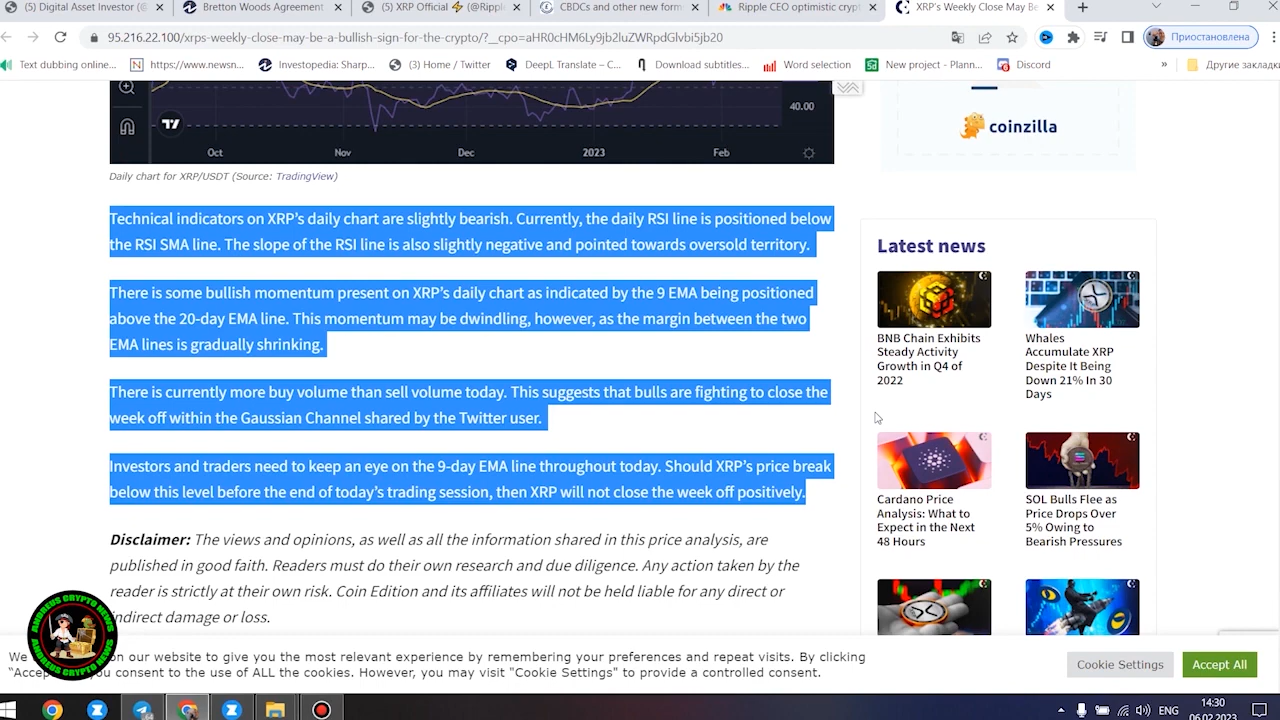 (5) Digital Asset Investor (@
Bretton Woods Agreement
(5) XRP Official ⚡ (@Rippl
CBDCs and other new form
Ripple CEO optimistic crypt
XRP's Weekly Close May Be
95.216.22.100/xrps-weekly-close-may-be-a-bullish-sign-for-the-crypto/?__cpo=aHR0cHM6Ly9jb2luZWRpdGlvbi5jb20
Приостановлена
Text dubbing online...
https://www.newsn...
Investopedia: Sharp...
(3) Home / Twitter
DeepL Translate – C...
Download subtitles...
Word selection
New project - Plann...
Discord
»
Другие закладки
40.00
Oct Nov Dec 2023 Feb
Daily chart for XRP/USDT (Source: TradingView)
Technical indicators on XRP's daily chart are slightly bearish. Currently, the daily RSI line is positioned below
the RSI SMA line. The slope of the RSI line is also slightly negative and pointed towards oversold territory.
There is some bullish momentum present on XRP's daily chart as indicated by the 9 EMA being positioned
above the 20-day EMA line. This momentum may be dwindling, however, as the margin between the two
EMA lines is gradually shrinking.
There is currently more buy volume than sell volume today. This suggests that bulls are fighting to close the
week off within the Gaussian Channel shared by the Twitter user.
Investors and traders need to keep an eye on the 9-day EMA line throughout today. Should XRP's price break
below this level before the end of today's trading session, then XRP will not close the week off positively.
Disclaimer: The views and opinions, as well as all the information shared in this price analysis, are
published in good faith. Readers must do their own research and due diligence. Any action taken by the
reader is strictly at their own risk. Coin Edition and its affiliates will not be held liable for any direct or
indirect damage or loss.
coinzilla
Latest news
BNB Chain Exhibits
Steady Activity
Growth in Q4 of
2022
Whales
Accumulate XRP
Despite It Being
Down 21% In 30
Days
Cardano Price
Analysis: What to
Expect in the Next
48 Hours
SOL Bulls Flee as
Price Drops Over
5% Owing to
Bearish Pressures
ANDREUS CRYPTO NEWS
ANDREUS CRYPTO NEWS
We on our website to give you the most relevant experience by remembering your preferences and repeat visits. By clicking
"Accep you consent to the use of ALL the cookies. However, you may visit "Cookie Settings" to provide a controlled consent.
Cookie Settings
Accept All
ENG
14:30
06.02.2023